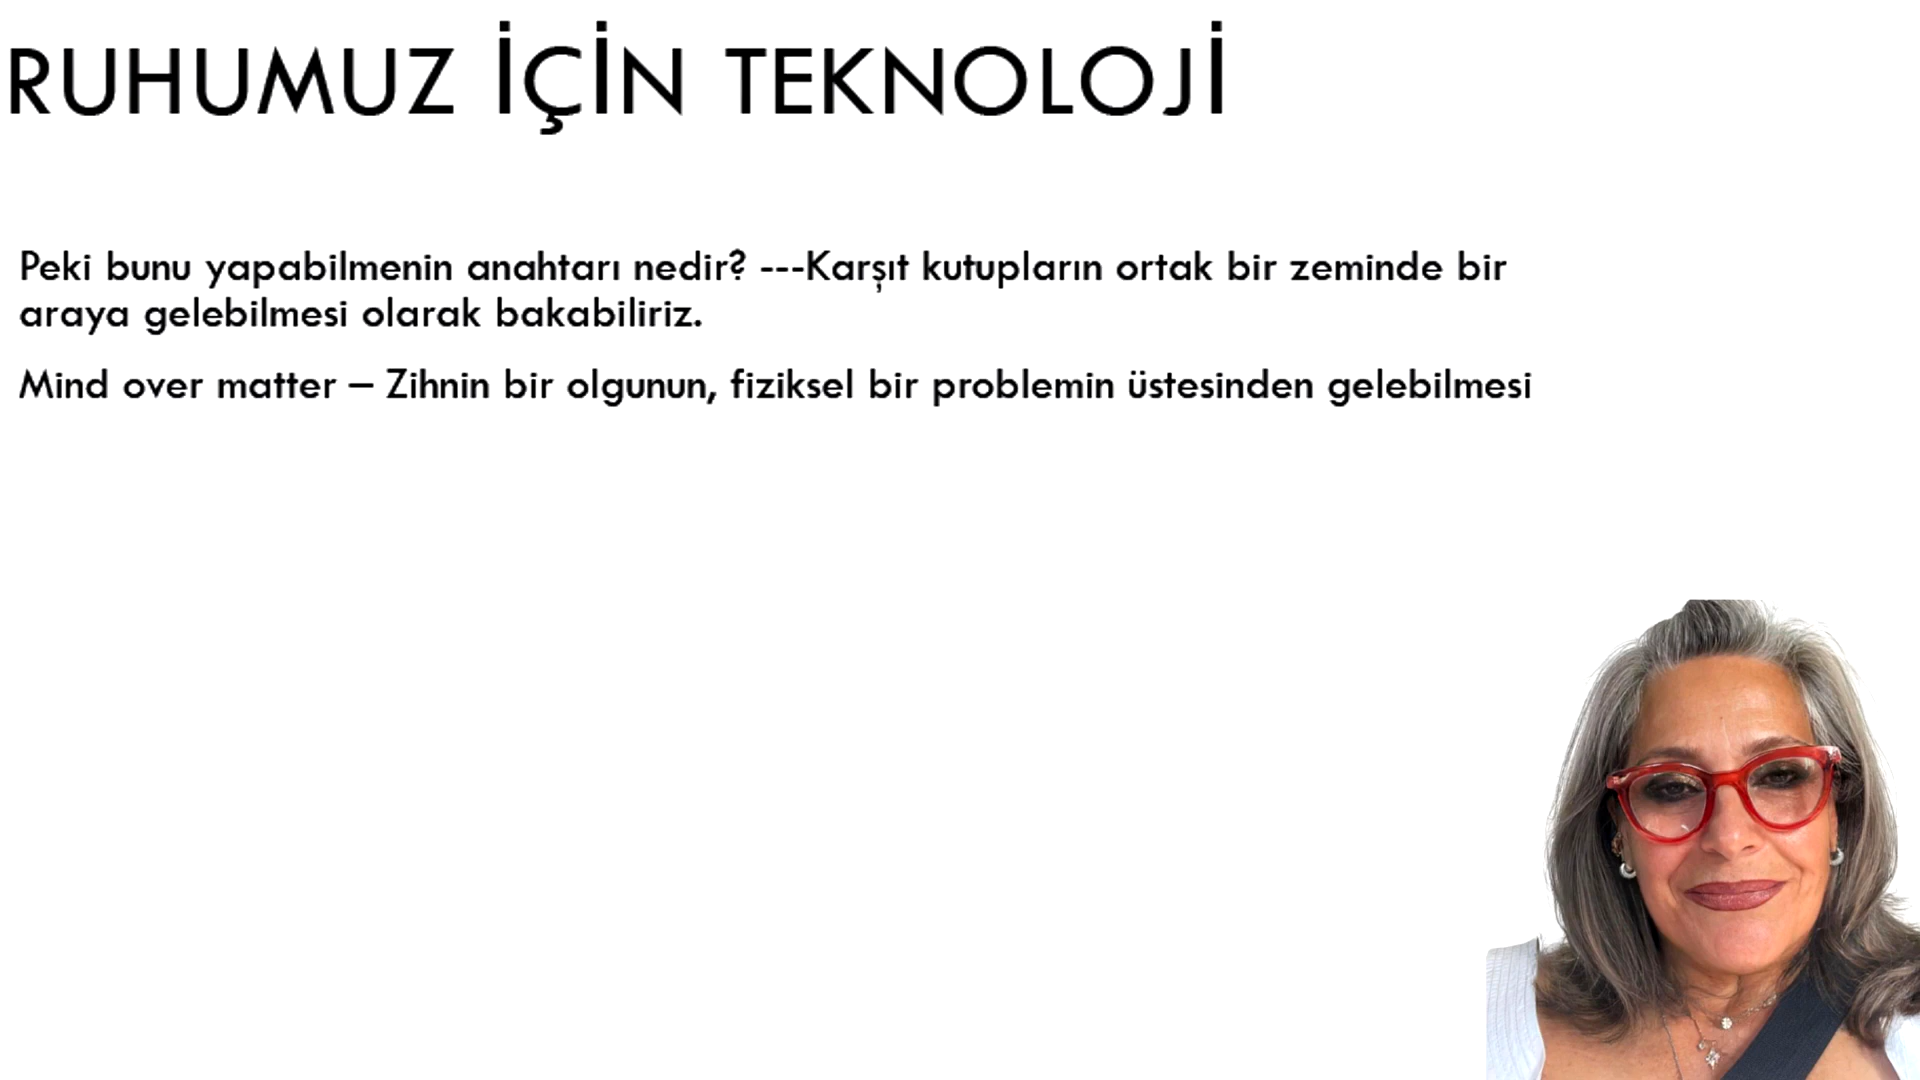 RUHUMUZ İÇİN TEKNOLOJİ
Peki bunu yapabilmenin anahtarı nedir? ---Karşıt kutupların ortak bir zeminde bir
araya gelebilmesi olarak bakabiliriz.
Mind over matter – Zihnin bir olgunun, fiziksel bir problemin üstesinden gelebilmesi